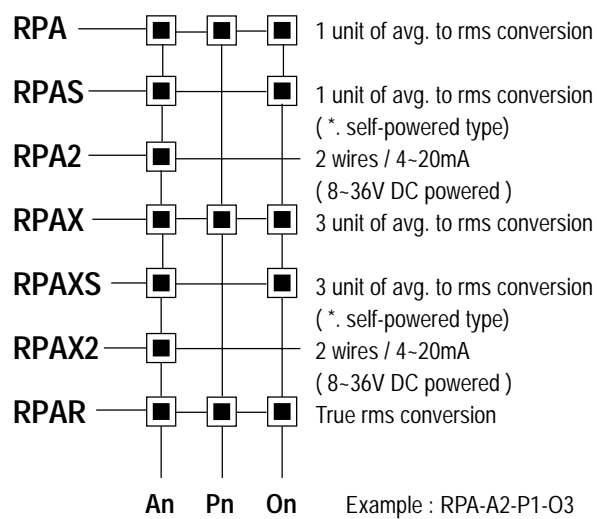 RPA 1 unit of avg. to rms conversion
RPAS 1 unit of avg. to rms conversion
( *. self-powered type)
RPA2 2 wires / 4~20mA
( 8~36V DC powered )
RPAX 3 unit of avg. to rms conversion
RPAXS 3 unit of avg. to rms conversion
( *. self-powered type)
RPAX2 2 wires / 4~20mA
( 8~36V DC powered )
RPAR True rms conversion
An Pn On Example : RPA-A2-P1-O3